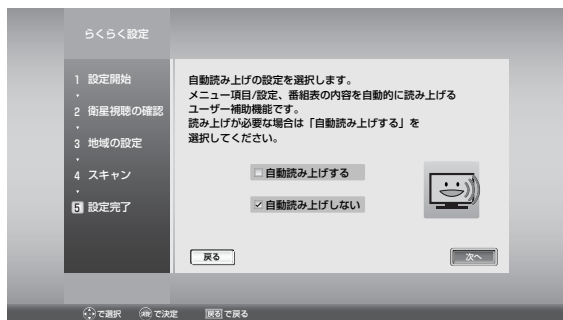 らくらく設定
1 設定開始
2 衛星視聴の確認
3 地域の設定
4 スキャン
5 設定完了
自動読み上げの設定を選択します。
メニュー項目/設定、番組表の内容を自動的に読み上げる
ユーザー補助機能です。
読み上げが必要な場合は「自動読み上げする」を
選択してください。
自動読み上げする
自動読み上げしない
戻る
次へ
で選択 決定 で決定 戻る で戻る